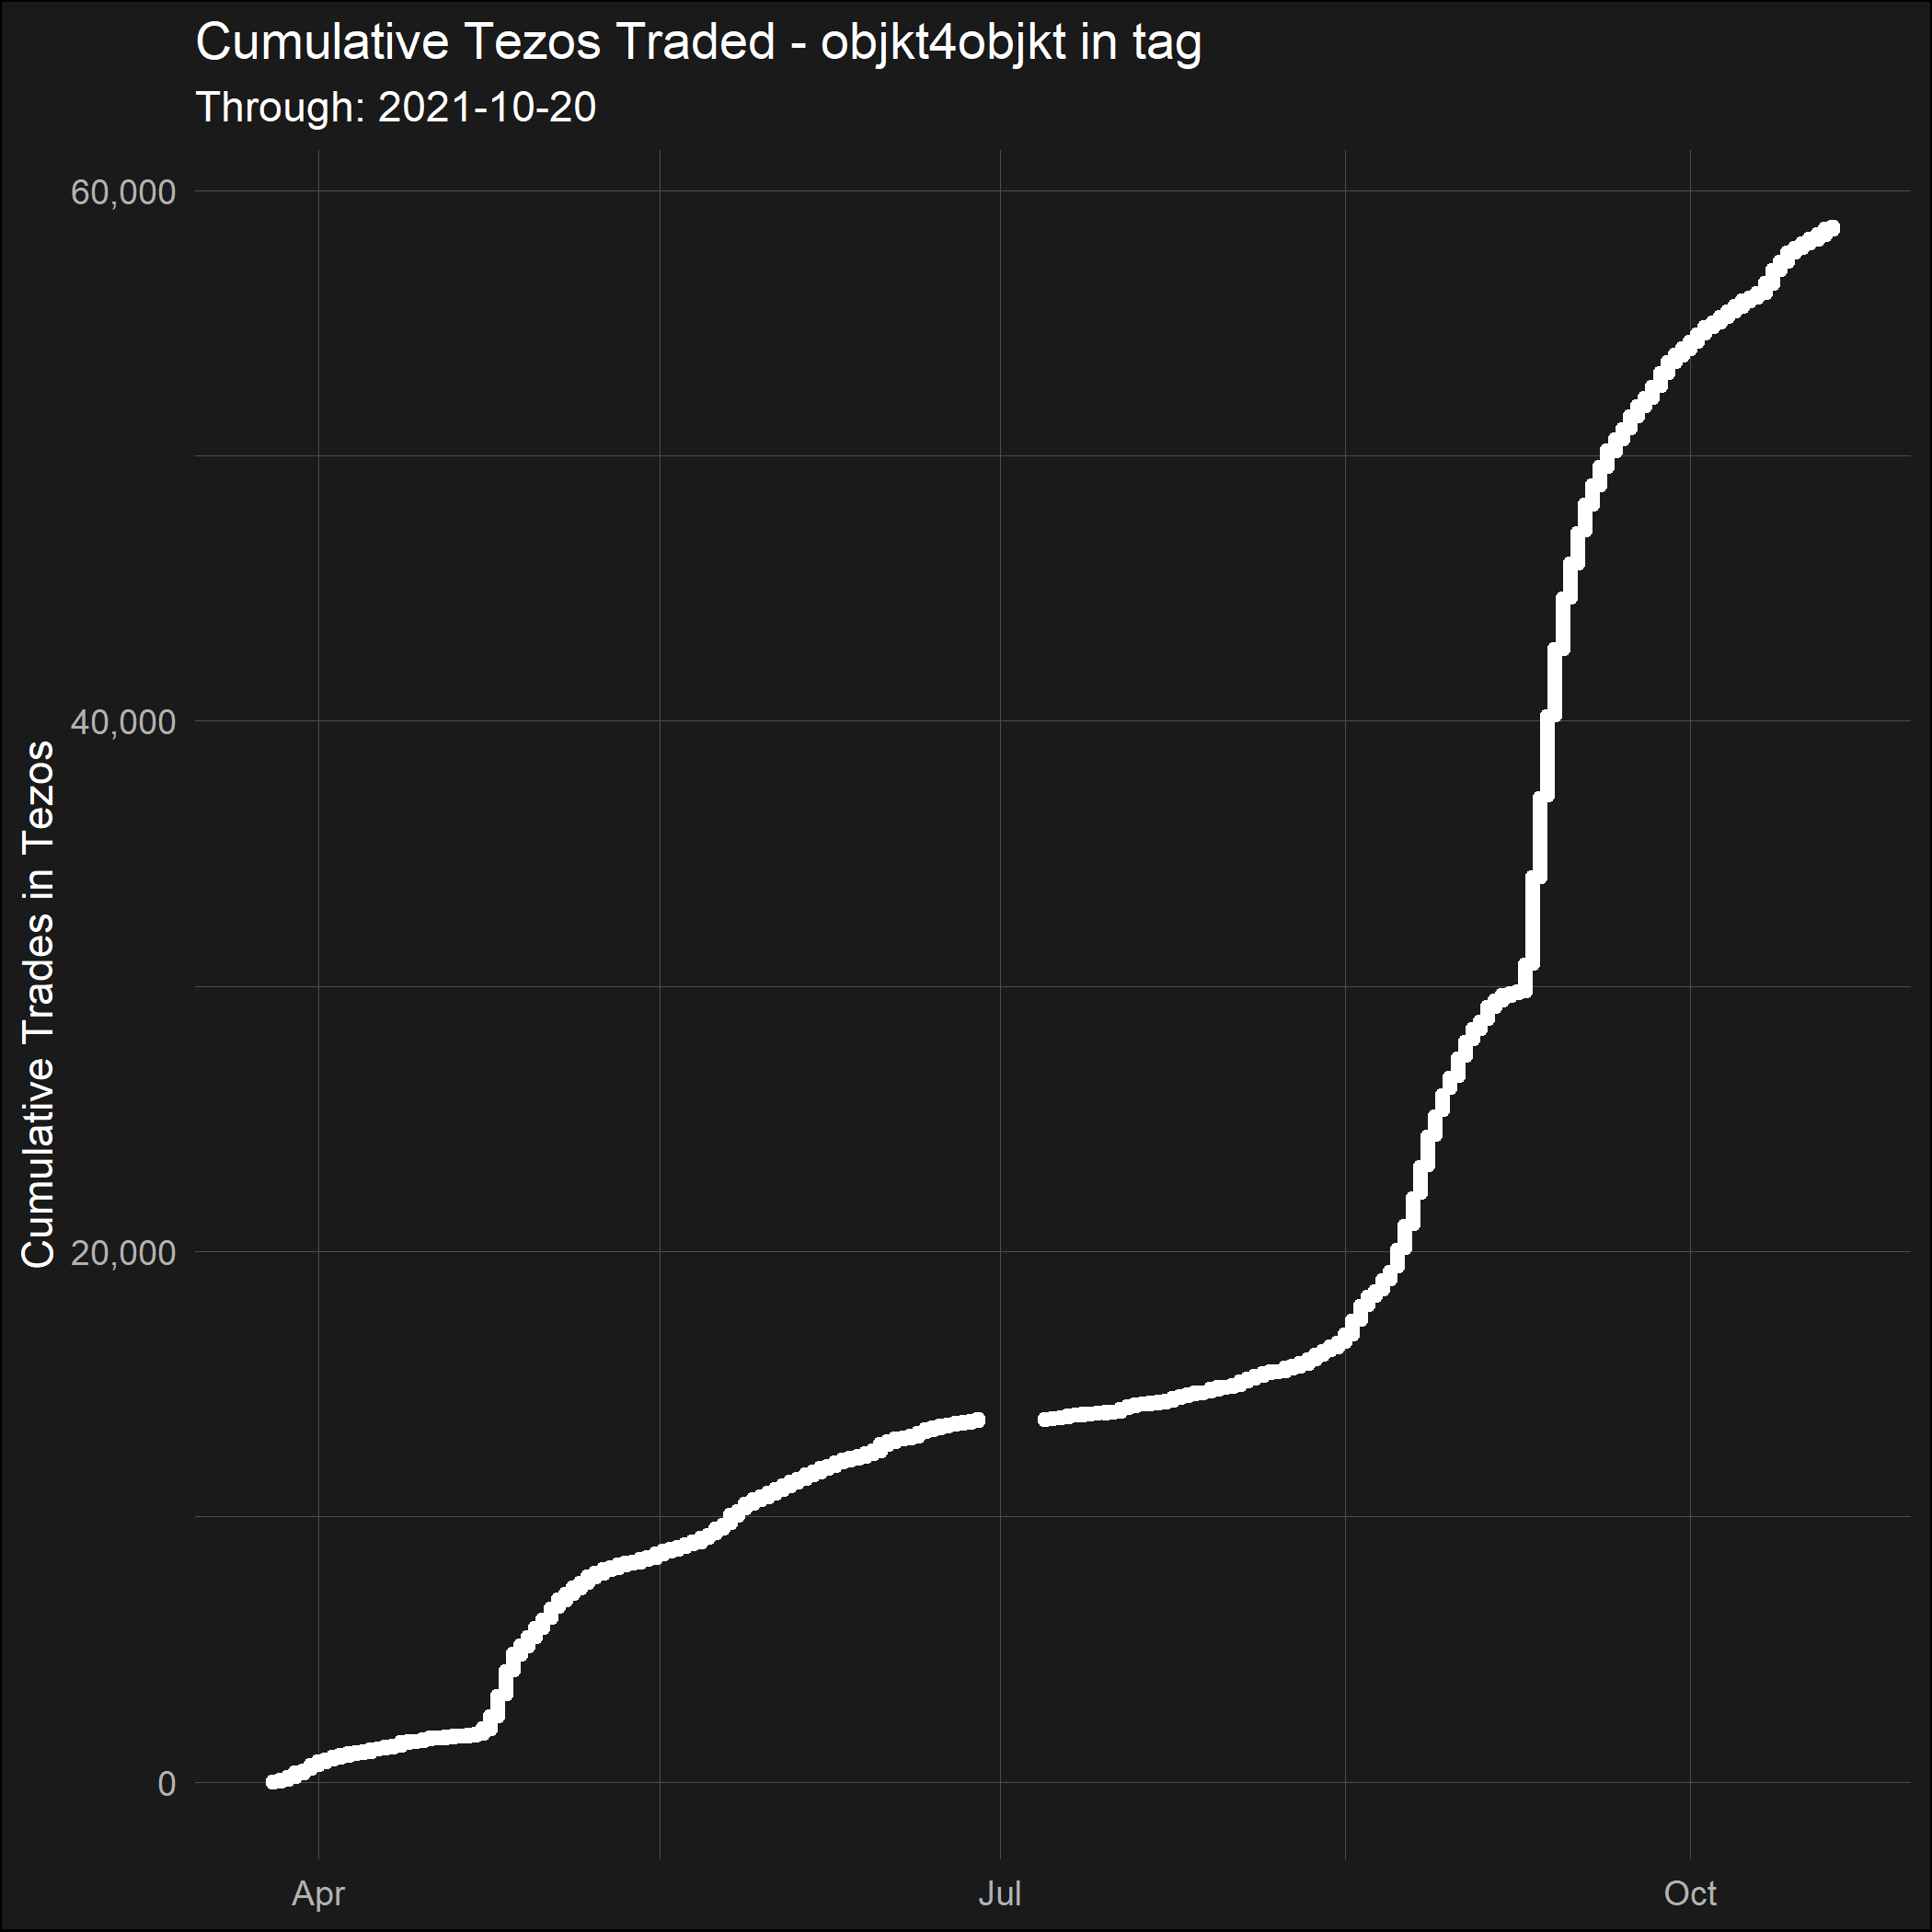 Cumulative Tezos Traded - objkt4objkt in tag
Through: 2021-10-20
Cumulative Trades in Tezos
60,000
40,000
20,000
0
Apr
Jul
Oct